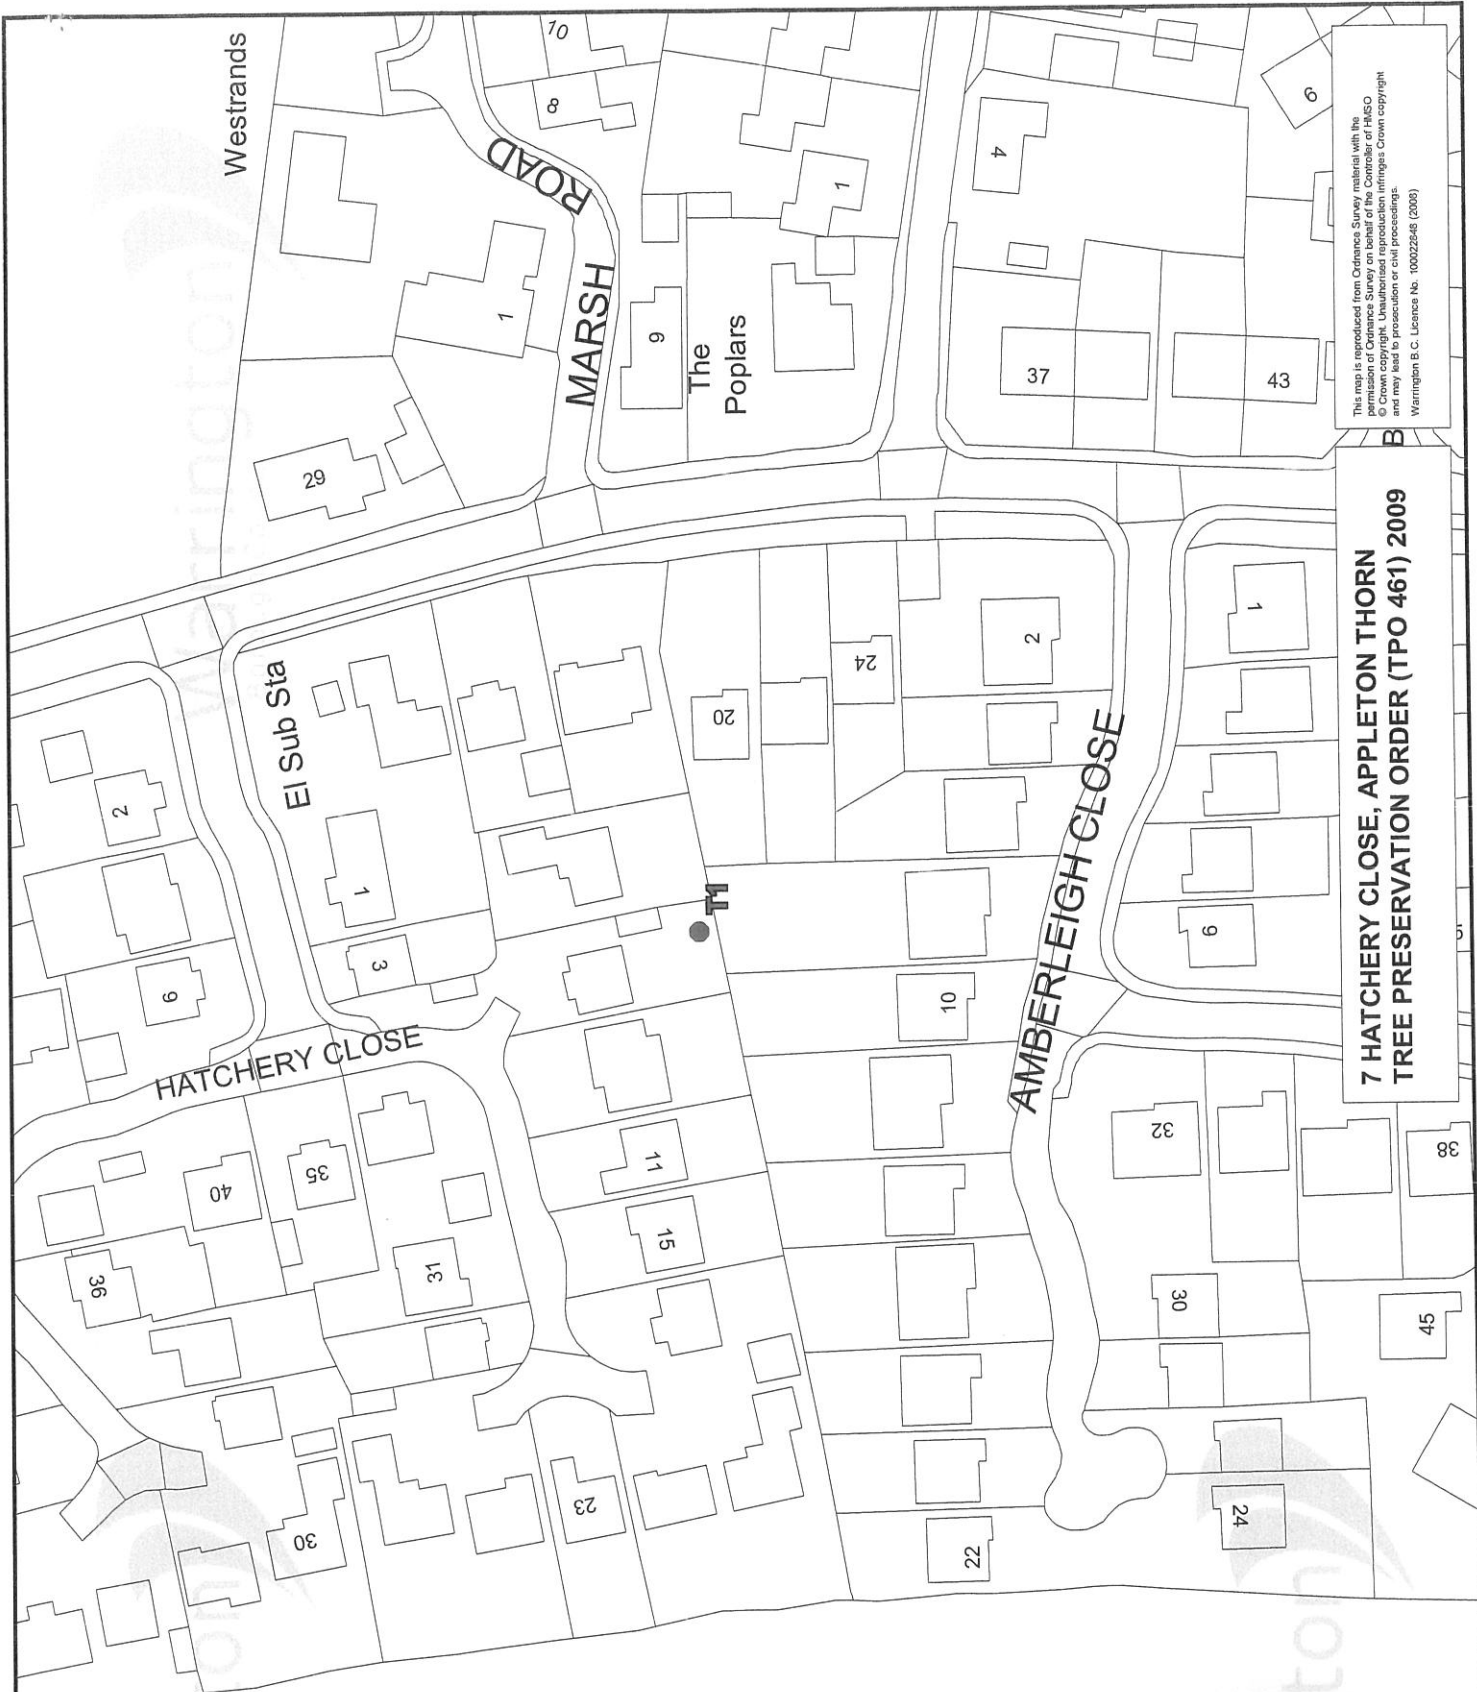 Westrands
10
8
MARSH ROAD
1
1
4
6
9
The
Poplars
37
43
29
El Sub Sta
2
1
3
6
20
24
2
1
T1
6
10
AMBERLEIGH CLOSE
HATCHERY CLOSE
40
35
36
31
11
15
32
38
30
45
30
23
22
24
B
This map is reproduced from Ordnance Survey material with the
permission of Ordnance Survey on behalf of the Controller of HMSO
© Crown copyright. Unauthorised reproduction infringes Crown copyright
and may lead to prosecution or civil proceedings.
Warrington B.C. Licence No. 100022848 (2008)
7 HATCHERY CLOSE, APPLETON THORN
TREE PRESERVATION ORDER (TPO 461) 2009
Warrington